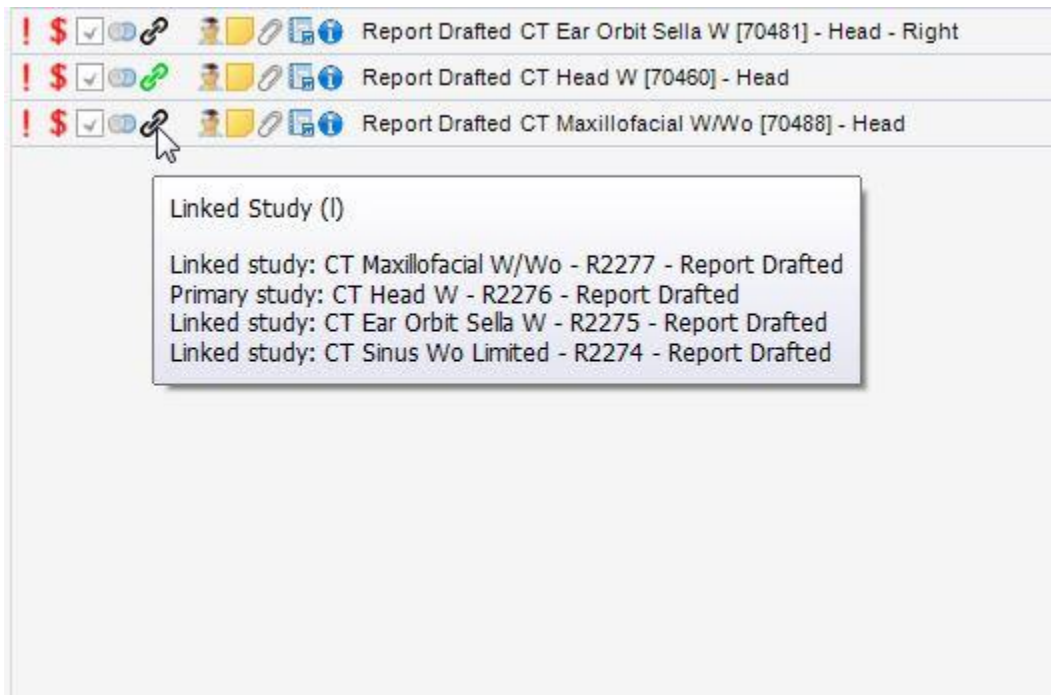 Report Drafted CT Ear Orbit Sella W [70481] - Head - Right
Report Drafted CT Head W [70460] - Head
Report Drafted CT Maxillofacial W/Wo [70488] - Head
Linked Study (l)
Linked study: CT Maxillofacial W/Wo - R2277 - Report Drafted
Primary study: CT Head W - R2276 - Report Drafted
Linked study: CT Ear Orbit Sella W - R2275 - Report Drafted
Linked study: CT Sinus Wo Limited - R2274 - Report Drafted